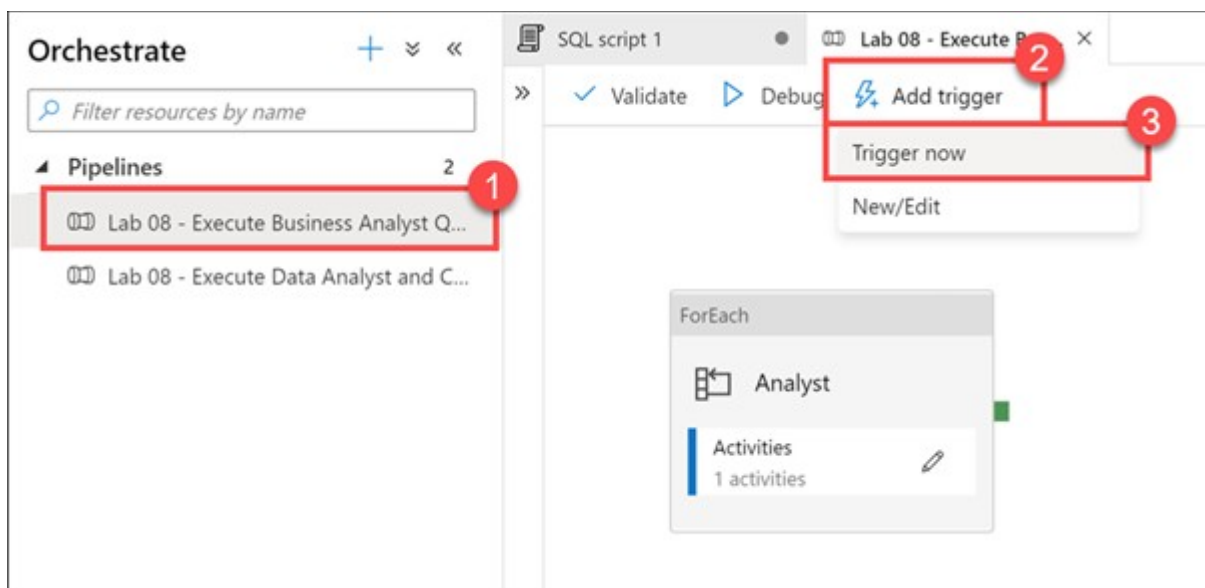 Orchestrate
Filter resources by name
Pipelines 2
1
Lab 08 - Execute Business Analyst Q...
Lab 08 - Execute Data Analyst and C...
SQL script 1
Lab 08 - Execute
2
Validate
Debug
Add trigger
3
Trigger now
New/Edit
ForEach
Analyst
Activities
1 activities